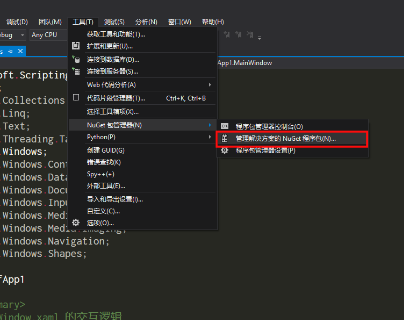 调试(D) 团队(M) 工具(T) 测试(S) 分析(N) 窗口(W) 帮助(H)
ebug Any CPU
获取工具和功能(T)...
扩展和更新(U)...
连接到数据库(D)...
连接到服务器(S)...
App1.MainWindow
Web 代码分析(A)
oft.Scripting
代码片段管理器(T)... Ctrl+K, Ctrl+B
.Collections
选择工具箱项(X)...
.Linq;
NuGet 包管理器(N)
程序包管理器控制台(O)
.Text;
Python(P)
管理解决方案的 NuGet 程序包(N)...
.Threading.Ta
创建 GUID(G)
程序包管理器设置(P)
.Windows;
错误查找(K)
.Windows.Cont
Spy++(+)
.Windows.Data
外部工具(E)...
.Windows.Docu
导入和导出设置(I)...
.Windows.Inpu
自定义(C)...
.Windows.Medi
选项(O)...
.Windows.Media.Imaging;
.Windows.Navigation;
.Windows.Shapes;
fApp1
mary>
indow.xaml 的交互逻辑